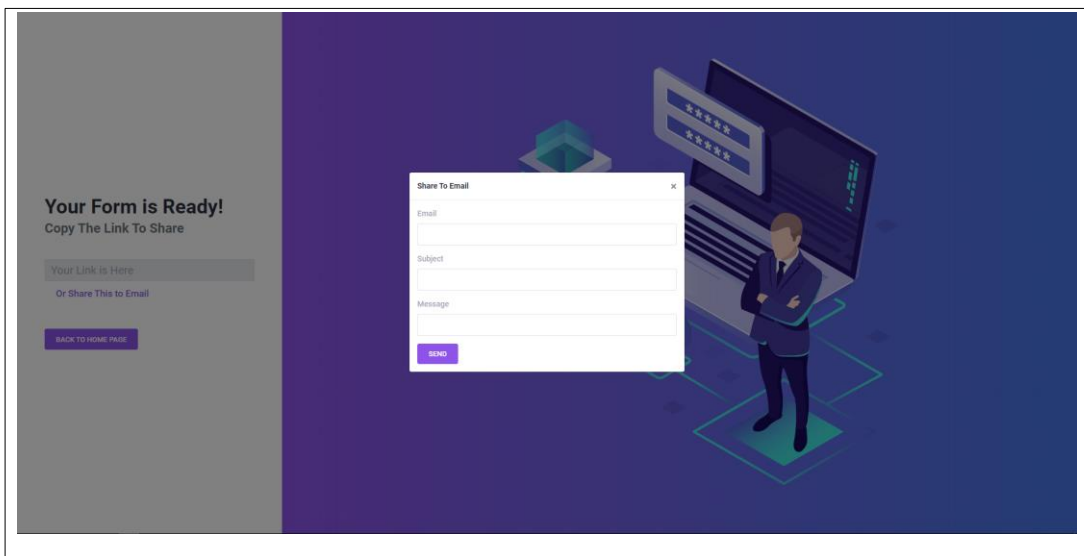 Your Form is Ready!
Copy The Link To Share
Your Link is Here
Or Share This to Email
BACK TO HOME PAGE
Share To Email ×
Email
Subject
Message
SEND
*****
*****